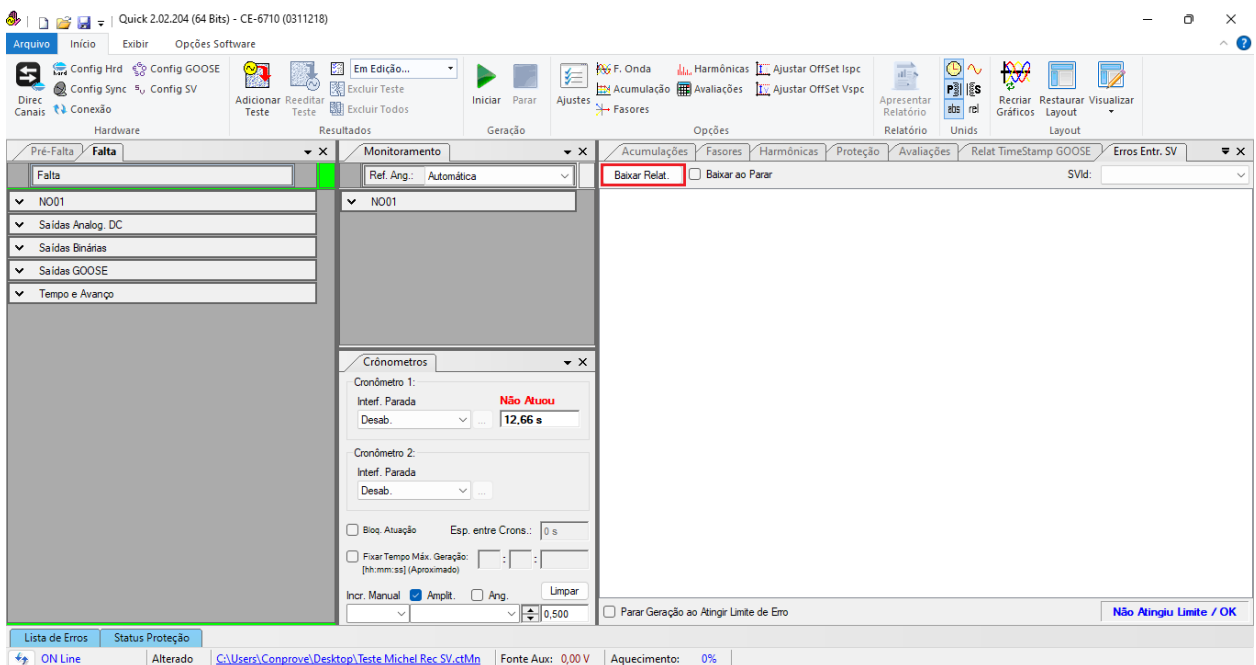 Quick 2.02.204 (64 Bits) - CE-6710 (0311218)
Arquivo Início Exibir Opções Software
Direc Canais
Config Hrd Config GOOSE
Config Sync Config SV
Conexão
Hardware
Adicionar Teste
Reeditar Teste
Em Edição...
Excluir Teste
Excluir Todos
Resultados
Iniciar Parar
Geração
Ajustes
F. Onda Harmônicas Ajustar OffSet Ispc
Acumulação Avaliações Ajustar OffSet Vspc
Fasores
Opções
Apresentar Relatório
Relatório
abs rel
Unids
Recriar Gráficos
Restaurar Layout
Visualizar
Layout
Pré-Falta Falta
Falta
NO01
Saídas Analog. DC
Saídas Binárias
Saídas GOOSE
Tempo e Avanço
Monitoramento
Ref. Ang.: Automática
NO01
Crônometros
Cronômetro 1:
Interf. Parada Não Atuou
Desab. ... 12,66 s
Cronômetro 2:
Interf. Parada
Desab. ...
Bloq. Atuação Esp. entre Crons.: 0 s
Fixar Tempo Máx. Geração: : :
[hh:mm:ss] (Aproximado)
Incr. Manual Amplit. Ang. Limpar
0,500
Acumulações Fasores Harmônicas Proteção Avaliações Relat TimeStamp GOOSE Erros Entr. SV
Baixar Relat. Baixar ao Parar SVId:
Parar Geração ao Atingir Limite de Erro Não Atingiu Limite / OK
Lista de Erros Status Proteção
ON Line Alterado C:\Users\Conprove\Desktop\Teste Michel Rec SV.ctMn Fonte Aux: 0,00 V Aquecimento: 0%